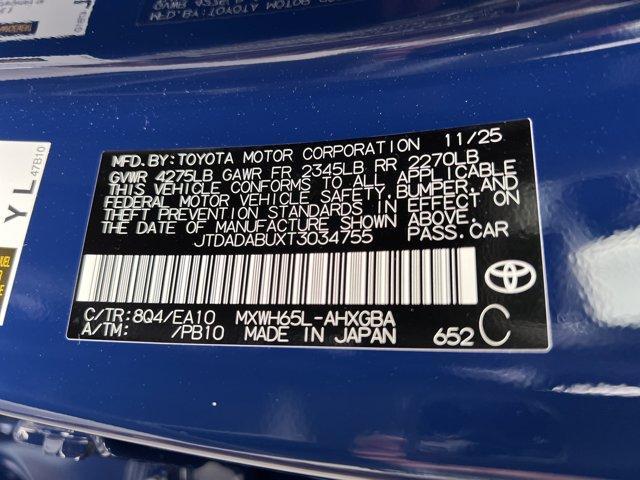 MFD.BY:TOYOTA MOTOR CORPORATION 11/25
GVWR 4275LB GAWR FR 2345LB RR 2270LB
THIS VEHICLE CONFORMS TO ALL APPLICABLE
FEDERAL MOTOR VEHICLE SAFETY,BUMPER,AND
THEFT PREVENTION STANDARDS IN EFFECT ON
THE DATE OF MANUFACTURE SHOWN ABOVE.
JTDADABUXT3034755 PASS.CAR
C/TR:8Q4/EA10 MXWH65L-AHXGBA
A/TM: /PB10 MADE IN JAPAN 652 C
YL
47B10